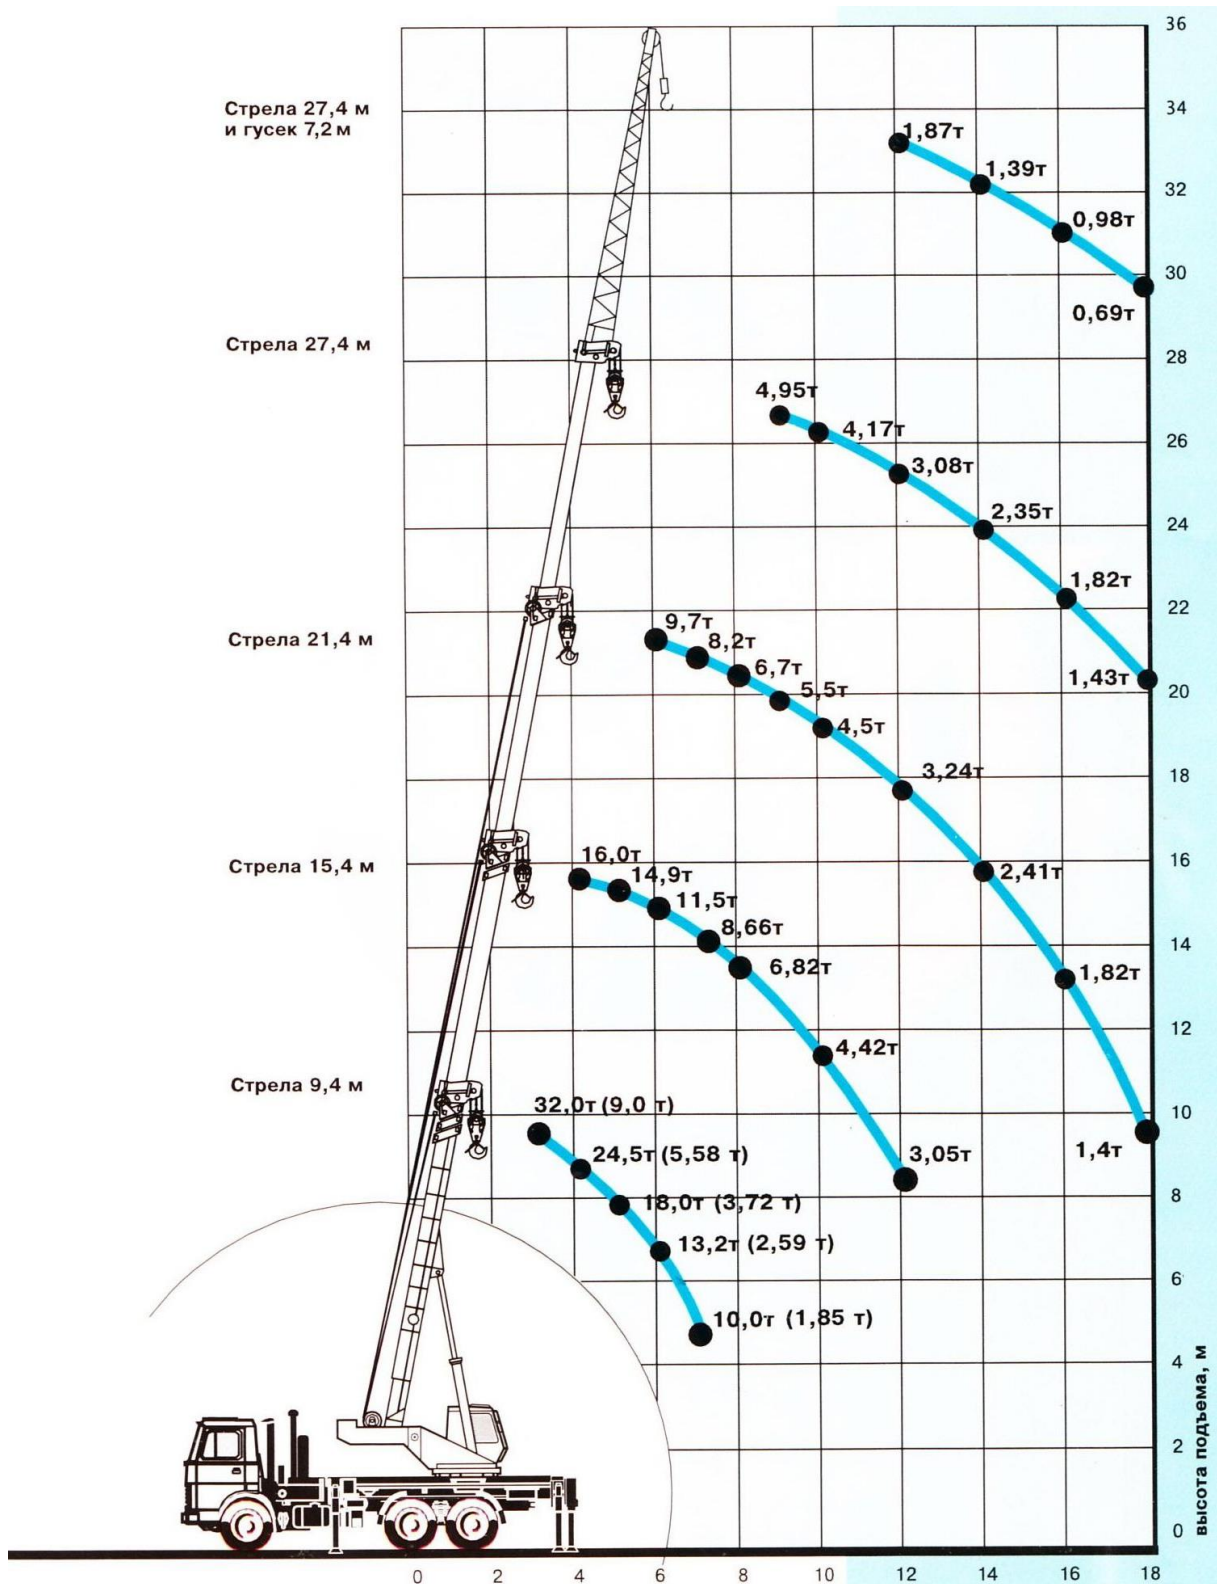 36
Стрела 27,4 м
и гусек 7,2 м
34
1,87т
1,39т
32
0,98т
30
0,69т
Стрела 27,4 м
28
4,95т
4,17т
26
3,08т
2,35т
24
1,82т
22
Стрела 21,4 м
9,7т
8,2т
6,7т
5,5т
4,5т
1,43т
20
3,24т
18
Стрела 15,4 м
16,0т
14,9т
11,5т
8,66т
6,82т
2,41т
16
14
1,82т
4,42т
12
Стрела 9,4 м
32,0т (9,0 т)
24,5т (5,58 т)
18,0т (3,72 т)
13,2т (2,59 т)
10,0т (1,85 т)
3,05т
1,4т
10
8
6
4
2
0
высота подъема, м
0 2 4 6 8 10 12 14 16 18